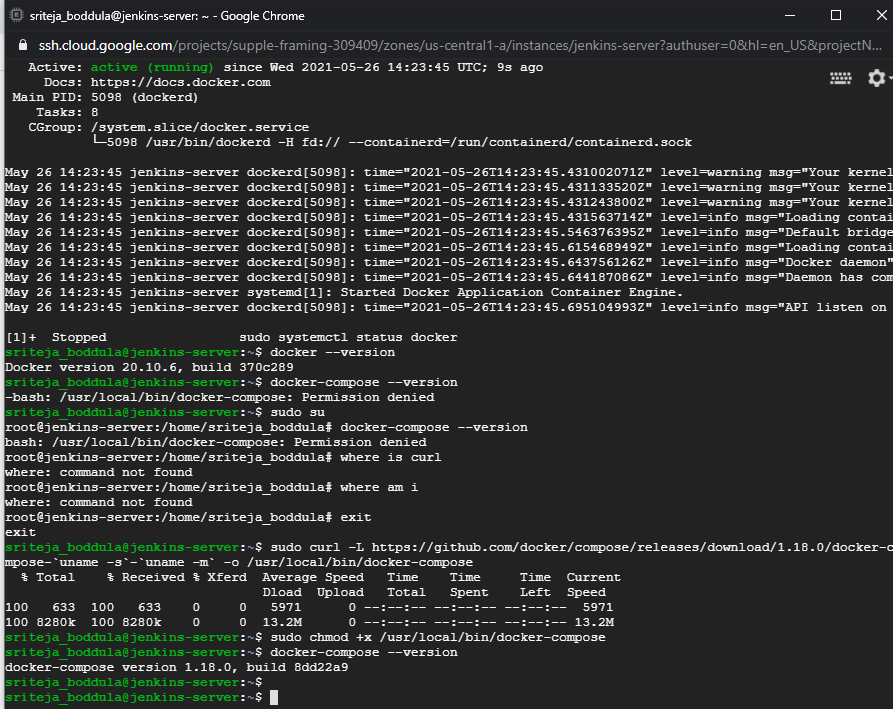 sriteja_boddula@jenkins-server: ~ - Google Chrome
ssh.cloud.google.com/projects/supple-framing-309409/zones/us-central1-a/instances/jenkins-server?authuser=0&hl=en_US&projectN...
Active: active (running) since Wed 2021-05-26 14:23:45 UTC; 9s ago
Docs: https://docs.docker.com
Main PID: 5098 (dockerd)
Tasks: 8
CGroup: /system.slice/docker.service
└─5098 /usr/bin/dockerd -H fd:// --containerd=/run/containerd/containerd.sock
May 26 14:23:45 jenkins-server dockerd[5098]: time="2021-05-26T14:23:45.431002071Z" level=warning msg="Your kernel
May 26 14:23:45 jenkins-server dockerd[5098]: time="2021-05-26T14:23:45.431133520Z" level=warning msg="Your kernel
May 26 14:23:45 jenkins-server dockerd[5098]: time="2021-05-26T14:23:45.431243800Z" level=warning msg="Your kernel
May 26 14:23:45 jenkins-server dockerd[5098]: time="2021-05-26T14:23:45.431563714Z" level=info msg="Loading contai
May 26 14:23:45 jenkins-server dockerd[5098]: time="2021-05-26T14:23:45.546376395Z" level=info msg="Default bridge
May 26 14:23:45 jenkins-server dockerd[5098]: time="2021-05-26T14:23:45.615468949Z" level=info msg="Loading contai
May 26 14:23:45 jenkins-server dockerd[5098]: time="2021-05-26T14:23:45.643756126Z" level=info msg="Docker daemon"
May 26 14:23:45 jenkins-server dockerd[5098]: time="2021-05-26T14:23:45.644187086Z" level=info msg="Daemon has com
May 26 14:23:45 jenkins-server systemd[1]: Started Docker Application Container Engine.
May 26 14:23:45 jenkins-server dockerd[5098]: time="2021-05-26T14:23:45.695104993Z" level=info msg="API listen on
[1]+  Stopped                 sudo systemctl status docker
sriteja_boddula@jenkins-server:~$ docker --version
Docker version 20.10.6, build 370c289
sriteja_boddula@jenkins-server:~$ docker-compose --version
-bash: /usr/local/bin/docker-compose: Permission denied
sriteja_boddula@jenkins-server:~$ sudo su
root@jenkins-server:/home/sriteja_boddula# docker-compose --version
bash: /usr/local/bin/docker-compose: Permission denied
root@jenkins-server:/home/sriteja_boddula# where is curl
where: command not found
root@jenkins-server:/home/sriteja_boddula# where am i
where: command not found
root@jenkins-server:/home/sriteja_boddula# exit
exit
sriteja_boddula@jenkins-server:~$ sudo curl -L https://github.com/docker/compose/releases/download/1.18.0/docker-c
mpose-`uname -s`-`uname -m` -o /usr/local/bin/docker-compose
% Total    % Received % Xferd  Average Speed   Time    Time     Time  Current
Dload  Upload   Total   Spent    Left  Speed
100   633  100   633    0     0   5971      0 --:--:-- --:--:-- --:--:--  5971
100 8280k  100 8280k    0     0  13.2M      0 --:--:-- --:--:-- --:--:-- 13.2M
sriteja_boddula@jenkins-server:~$ sudo chmod +x /usr/local/bin/docker-compose
sriteja_boddula@jenkins-server:~$ docker-compose --version
docker-compose version 1.18.0, build 8dd22a9
sriteja_boddula@jenkins-server:~$
sriteja_boddula@jenkins-server:~$